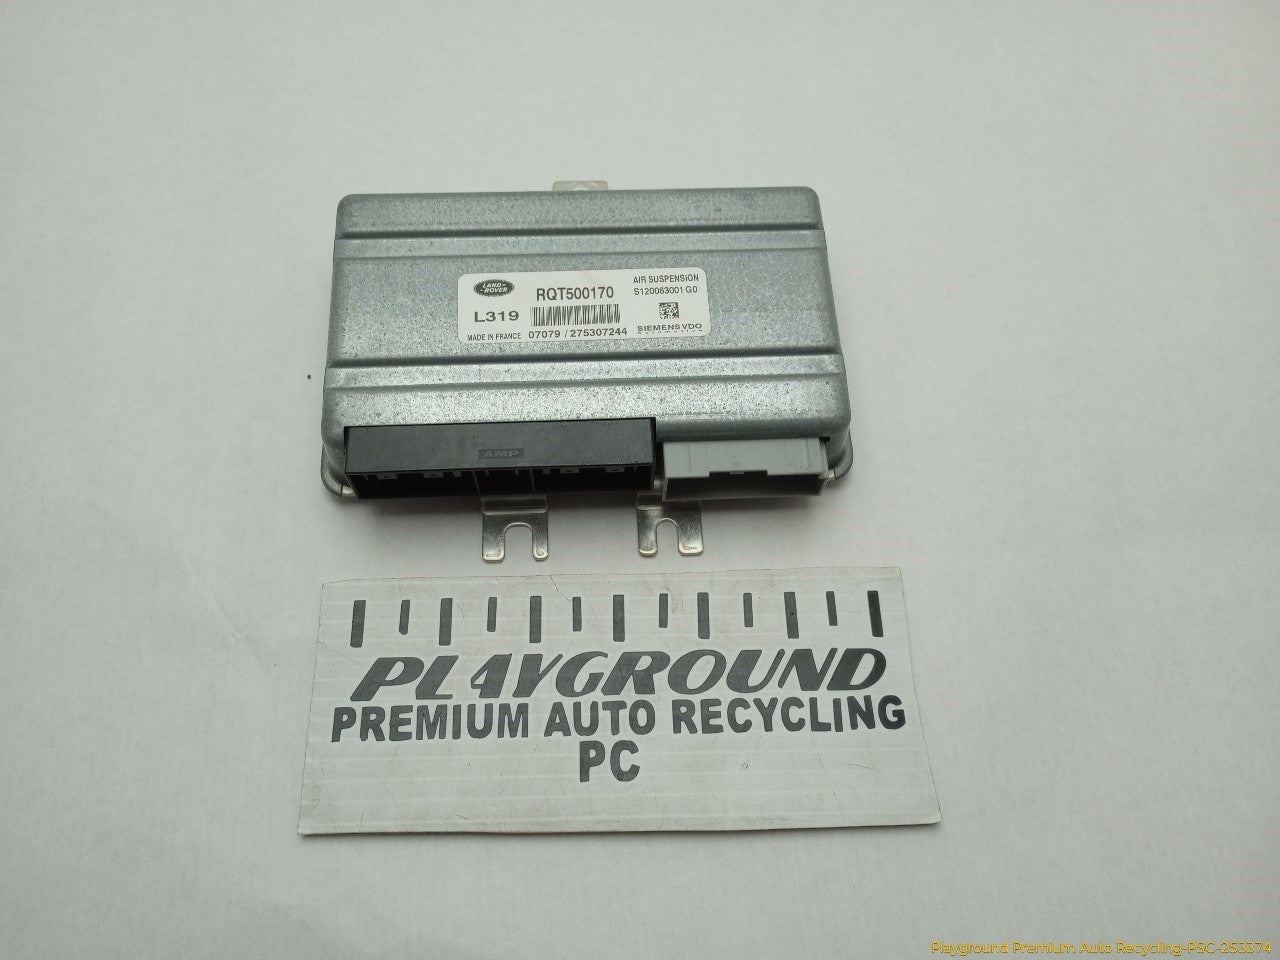 LAND-
ROVER
RQT500170
AIR SUSPENSION
S120063001 G0
L319
MADE IN FRANCE 07079 / 275307244
SIEMENS VDO
Automotive
AMP
PLAYGROUND
PREMIUM AUTO RECYCLING
PC
Playground Premium Auto Recycling-PSC-253374